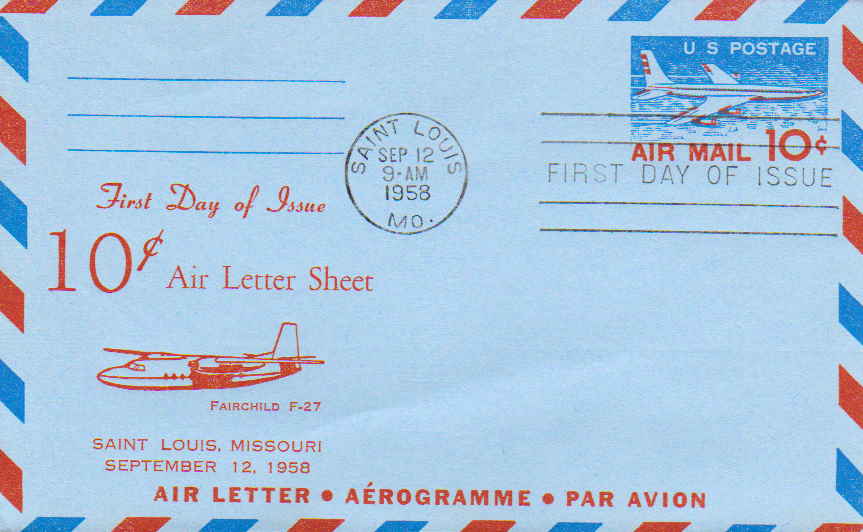 U S POSTAGE
AIR MAIL 10¢
SAINT LOUIS
SEP 12
9-AM
1958
MO.
FIRST DAY OF ISSUE
First Day of Issue
10¢ Air Letter Sheet
FAIRCHILD F-27
SAINT LOUIS, MISSOURI
SEPTEMBER 12, 1958
AIR LETTER • AÉROGRAMME • PAR AVION